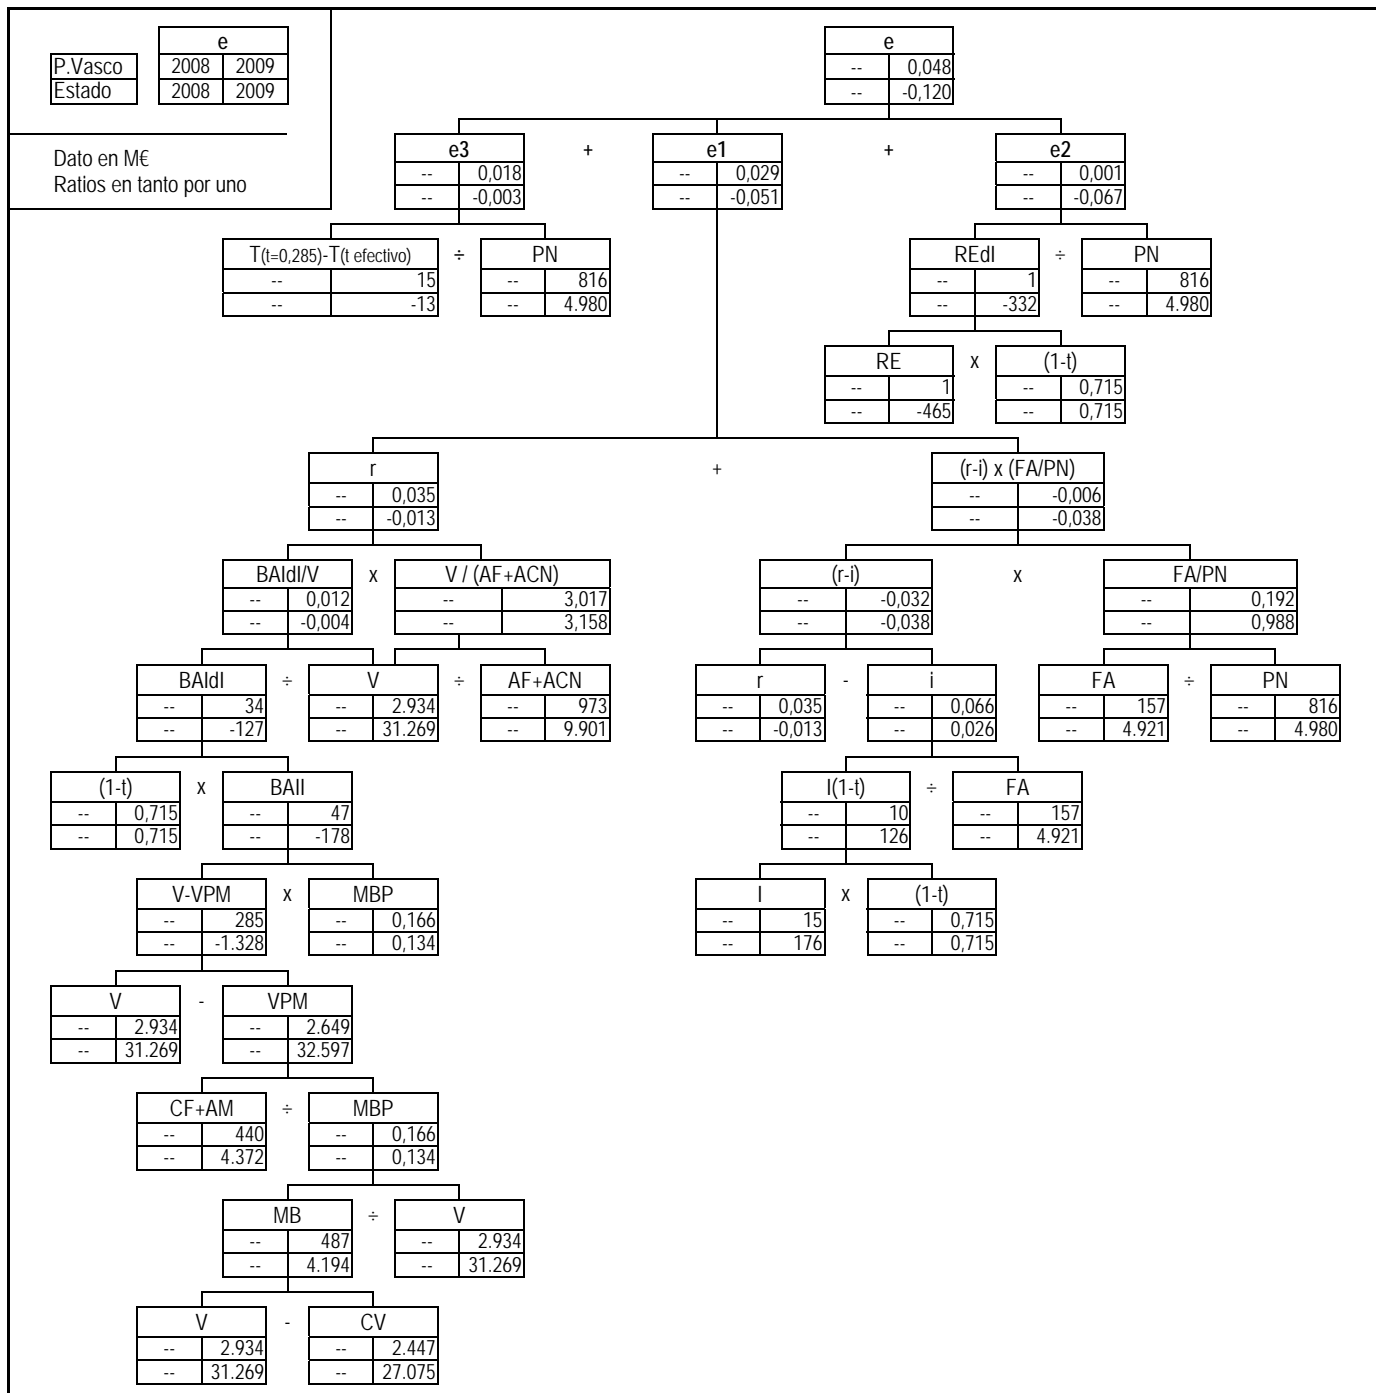 e
P.Vasco 2008 2009
Estado 2008 2009
Dato en M€
Ratios en tanto por uno
e
-- 0,048
-- -0,120
e3 + e1 + e2
-- 0,018 -- 0,029 -- 0,001
-- -0,003 -- -0,051 -- -0,067
T(t=0,285)-T(t efectivo) ÷ PN REdI ÷ PN
-- 15 -- 816 -- 1 -- 816
-- -13 -- 4.980 -- -332 -- 4.980
RE x (1-t)
-- 1 -- 0,715
-- -465 -- 0,715
r + (r-i) x (FA/PN)
-- 0,035 -- -0,006
-- -0,013 -- -0,038
BAIdI/V x V / (AF+ACN) (r-i) x FA/PN
-- 0,012 -- 3,017 -- -0,032 -- 0,192
-- -0,004 -- 3,158 -- -0,038 -- 0,988
BAIdI ÷ V ÷ AF+ACN r - i FA ÷ PN
-- 34 -- 2.934 -- 973 -- 0,035 -- 0,066 -- 157 -- 816
-- -127 -- 31.269 -- 9.901 -- -0,013 -- 0,026 -- 4.921 -- 4.980
(1-t) x BAII I(1-t) ÷ FA
-- 0,715 -- 47 -- 10 -- 157
-- 0,715 -- -178 -- 126 -- 4.921
V-VPM x MBP I x (1-t)
-- 285 -- 0,166 -- 15 -- 0,715
-- -1.328 -- 0,134 -- 176 -- 0,715
V - VPM
-- 2.934 -- 2.649
-- 31.269 -- 32.597
CF+AM ÷ MBP
-- 440 -- 0,166
-- 4.372 -- 0,134
MB ÷ V
-- 487 -- 2.934
-- 4.194 -- 31.269
V - CV
-- 2.934 -- 2.447
-- 31.269 -- 27.075